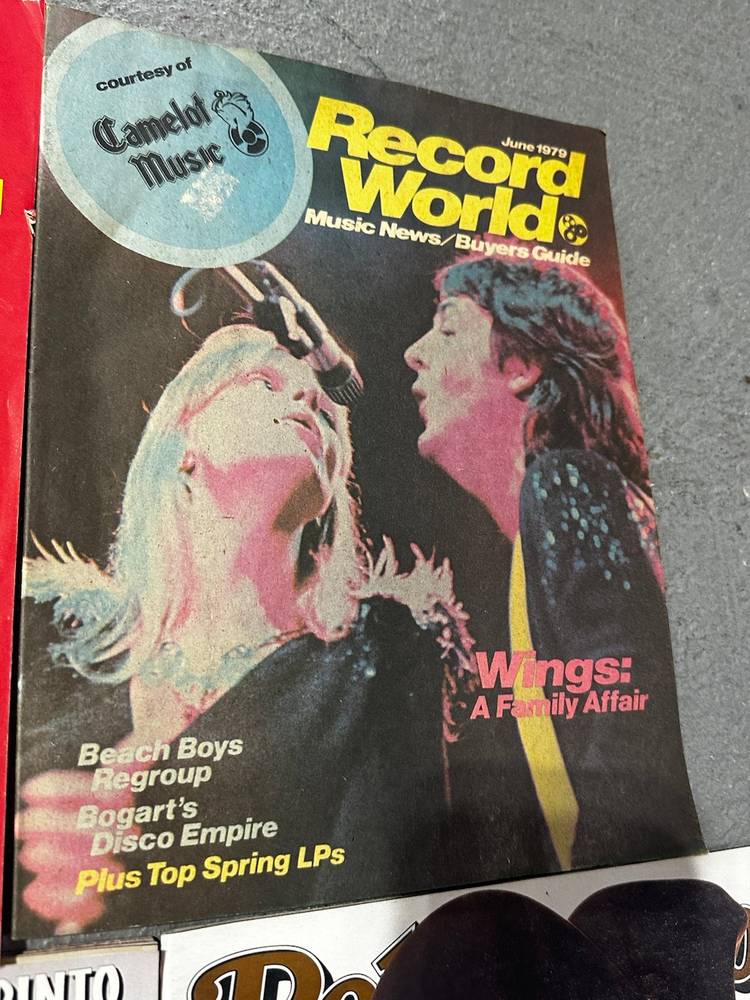 courtesy of
Camelot
Music
June 1979
Record
World
Music News/Buyers Guide
Wings:
A Family Affair
Beach Boys
Regroup
Bogart's
Disco Empire
Plus Top Spring LPs